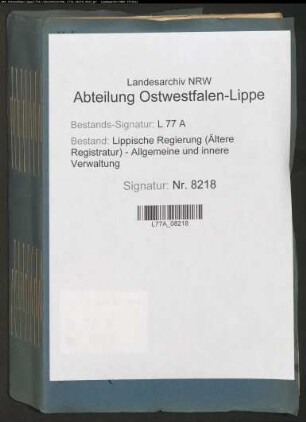 Landesarchiv NRW
Abteilung Ostwestfalen-Lippe
Bestands-Signatur: L 77 A
Bestand: Lippische Regierung (Ältere
Registratur) - Allgemeine und innere
Verwaltung
Signatur: Nr. 8218
L77A_08218